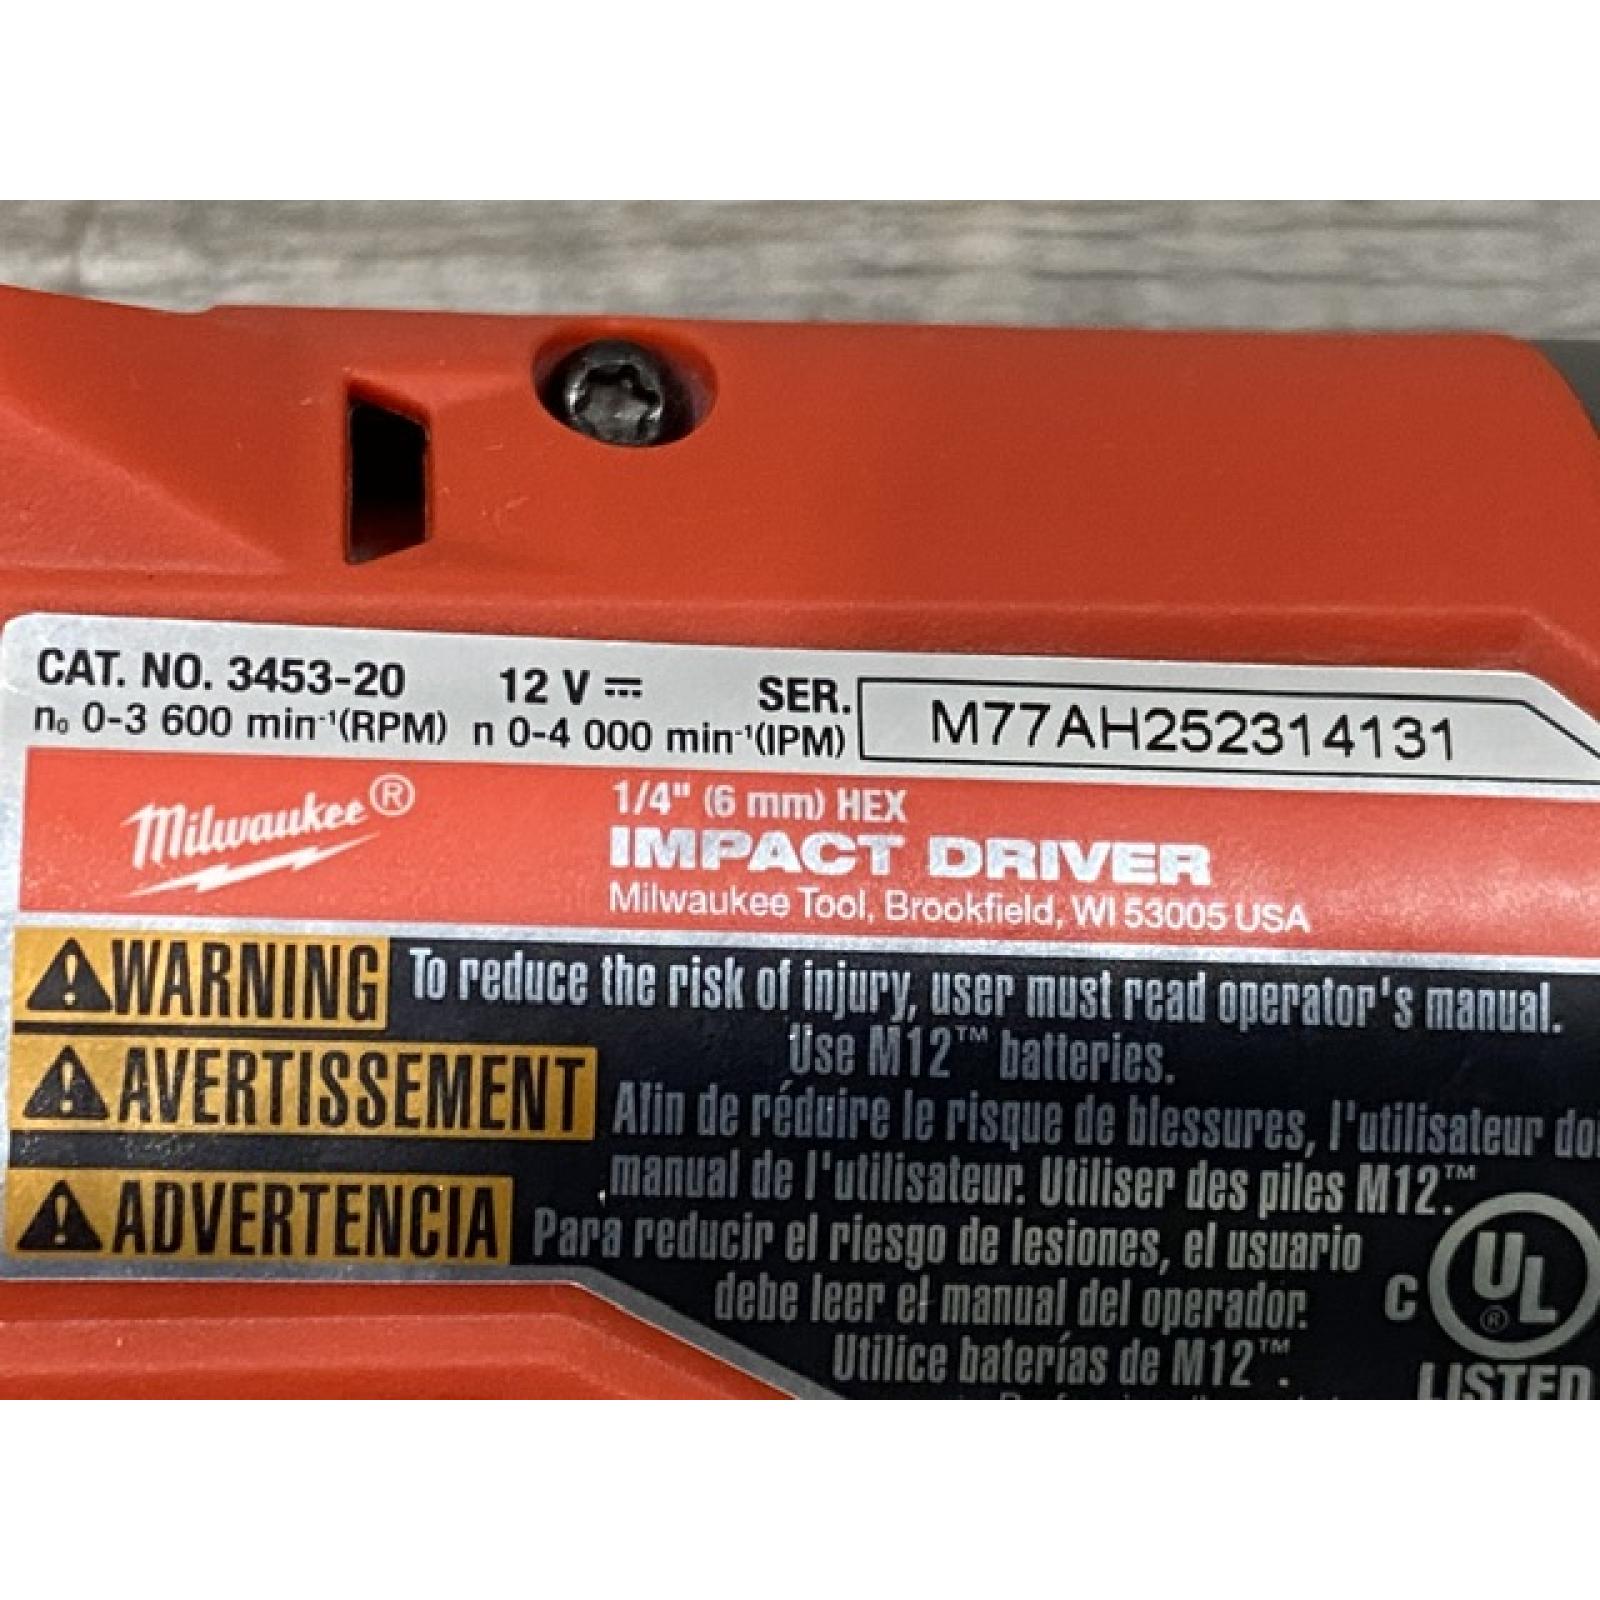 CAT. NO. 3453-20 12 V ⎓ SER. M77AH252314131
n₀ 0-3 600 min⁻¹(RPM) n 0-4 000 min⁻¹(IPM)
Milwaukee®
1/4" (6 mm) HEX
IMPACT DRIVER
Milwaukee Tool, Brookfield, WI 53005 USA
⚠WARNING To reduce the risk of injury, user must read operator's manual.
Use M12™ batteries.
⚠AVERTISSEMENT Afin de réduire le risque de blessures, l'utilisateur doi
manual de l'utilisateur. Utiliser des piles M12.™
⚠ADVERTENCIA Para reducir el riesgo de lesiones, el usuario
debe leer el manual del operador.
Utilice baterías de M12™.
C UL® LISTED